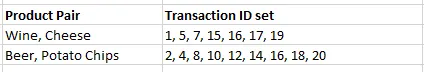 Product Pair Transaction ID set
Wine, Cheese 1, 5, 7, 15, 16, 17, 19
Beer, Potato Chips 2, 4, 8, 10, 12, 14, 16, 18, 20